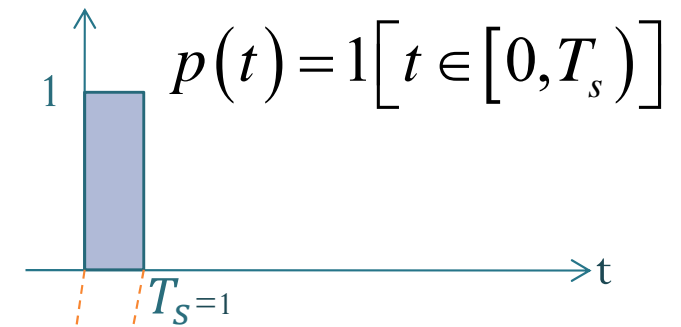 p(t) = 1[t ∈ [0, T_s)]
1
t
T_s=1